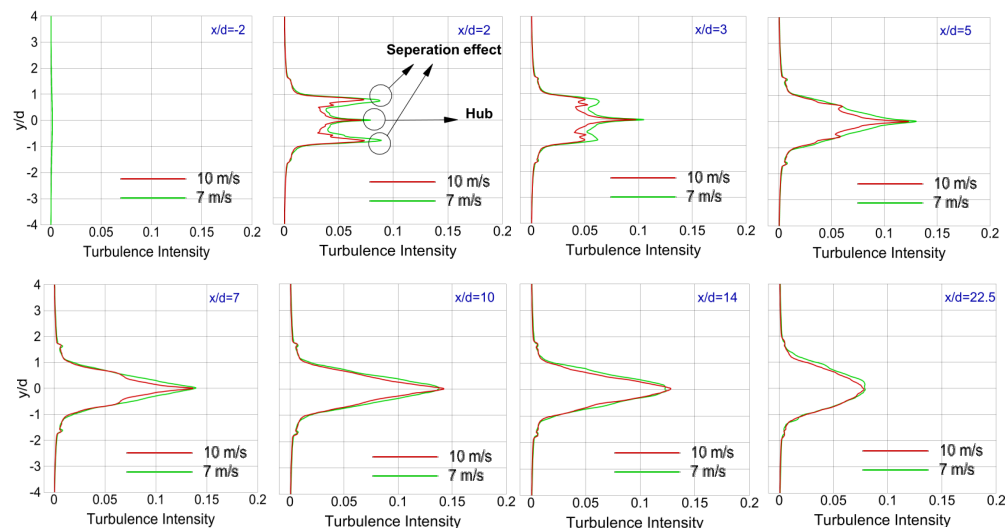 4
3
2
1
0
-1
-2
-3
-4
y/d
x/d=-2
10 m/s
7 m/s
0 0.05 0.1 0.15 0.2
Turbulence Intensity
x/d=2
Seperation effect
Hub
10 m/s
7 m/s
0 0.05 0.1 0.15 0.2
Turbulence Intensity
x/d=3
10 m/s
7 m/s
0 0.05 0.1 0.15 0.2
Turbulence Intensity
x/d=5
10 m/s
7 m/s
0 0.05 0.1 0.15 0.2
Turbulence Intensity
4
3
2
1
0
-1
-2
-3
-4
y/d
x/d=7
10 m/s
7 m/s
0 0.05 0.1 0.15 0.2
Turbulence Intensity
x/d=10
10 m/s
7 m/s
0 0.05 0.1 0.15 0.2
Turbulence Intensity
x/d=14
10 m/s
7 m/s
0 0.05 0.1 0.15 0.2
Turbulence Intensity
x/d=22.5
10 m/s
7 m/s
0 0.05 0.1 0.15 0.2
Turbulence Intensity